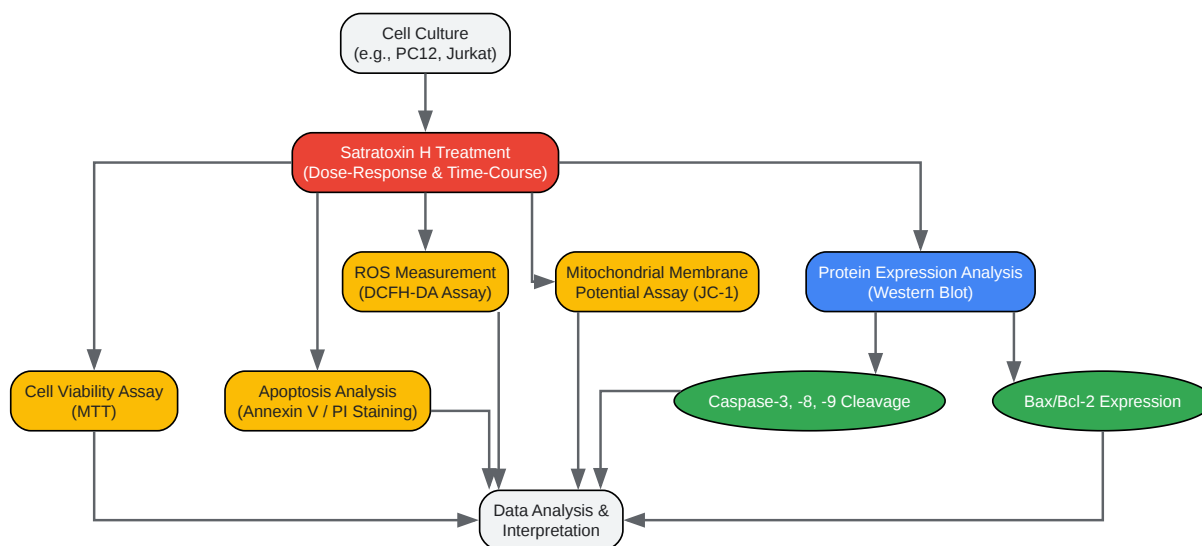 Cell Culture
(e.g., PC12, Jurkat)
Satratoxin H Treatment
(Dose-Response & Time-Course)
ROS Measurement
(DCFH-DA Assay)
Mitochondrial Membrane
Potential Assay (JC-1)
Protein Expression Analysis
(Western Blot)
Cell Viability Assay
(MTT)
Apoptosis Analysis
(Annexin V / PI Staining)
Caspase-3, -8, -9 Cleavage
Bax/Bcl-2 Expression
Data Analysis &
Interpretation